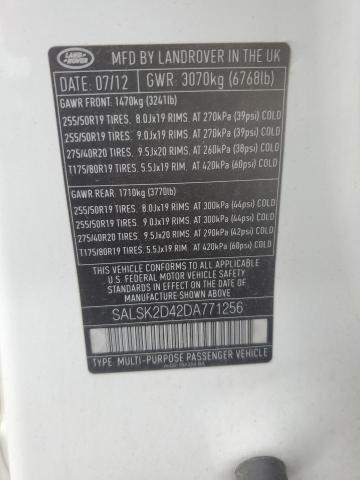 LAND ROVER
MFD BY LANDROVER IN THE UK
DATE: 07/12 GWR: 3070kg (6768lb)
GAWR FRONT: 1470kg (3241lb)
255/50R19 TIRES. 8.0Jx19 RIMS. AT 270kPa (39psi) COLD
255/50R19 TIRES. 9.0Jx19 RIMS. AT 270kPa (39psi) COLD
275/40R20 TIRES. 9.5Jx20 RIMS. AT 260kPa (38psi) COLD
T175/80R19 TIRES. 5.5Jx19 RIM. AT 420kPa (60psi) COLD
GAWR REAR: 1710kg (3770lb)
255/50R19 TIRES. 8.0Jx19 RIMS. AT 300kPa (44psi) COLD
255/50R19 TIRES. 9.0Jx19 RIMS. AT 300kPa (44psi) COLD
275/40R20 TIRES. 9.5Jx20 RIMS. AT 290kPa (42psi) COLD
T175/80R19 TIRES. 5.5Jx19 RIM. AT 420kPa (60psi) COLD
THIS VEHICLE CONFORMS TO ALL APPLICABLE
U.S. FEDERAL MOTOR VEHICLE SAFETY
STANDARDS IN EFFECT ON THE DATE OF
MANUFACTURE SHOWN ABOVE.
SALSK2D42DA771256
TYPE: MULTI-PURPOSE PASSENGER VEHICLE